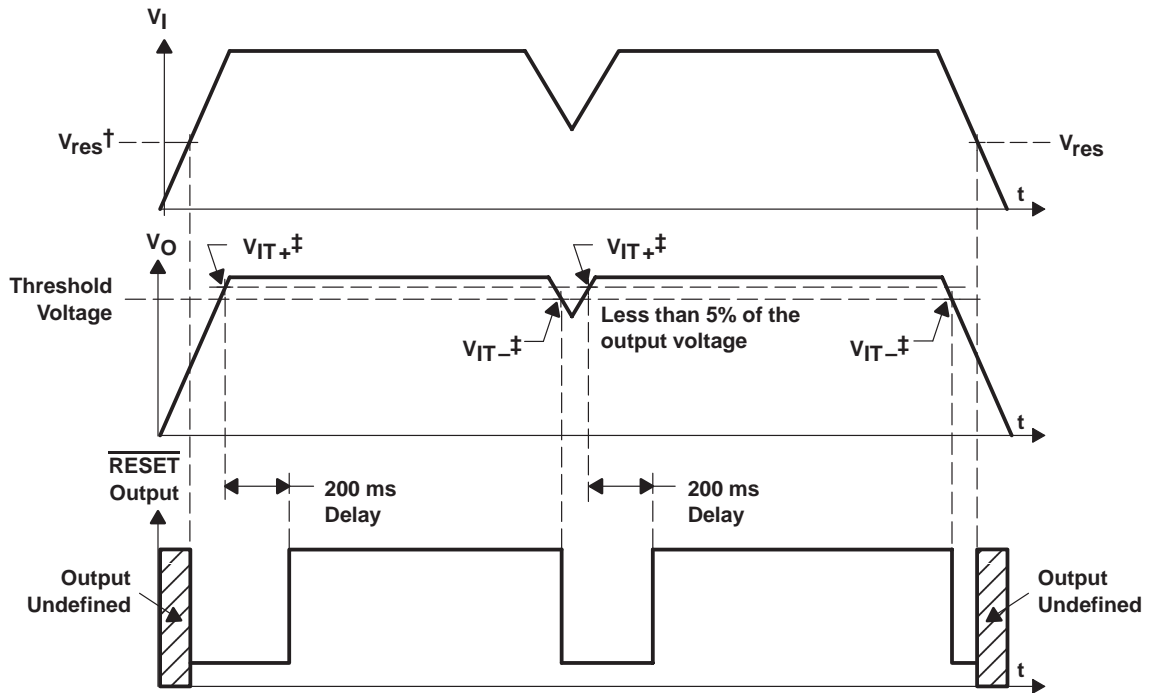 VI
Vres†
Vres
t
VO
VIT+‡
VIT+‡
Threshold
Voltage
Less than 5% of the
output voltage
VIT–‡
VIT–‡
t
RESET
Output
200 ms
Delay
200 ms
Delay
Output
Undefined
Output
Undefined
t